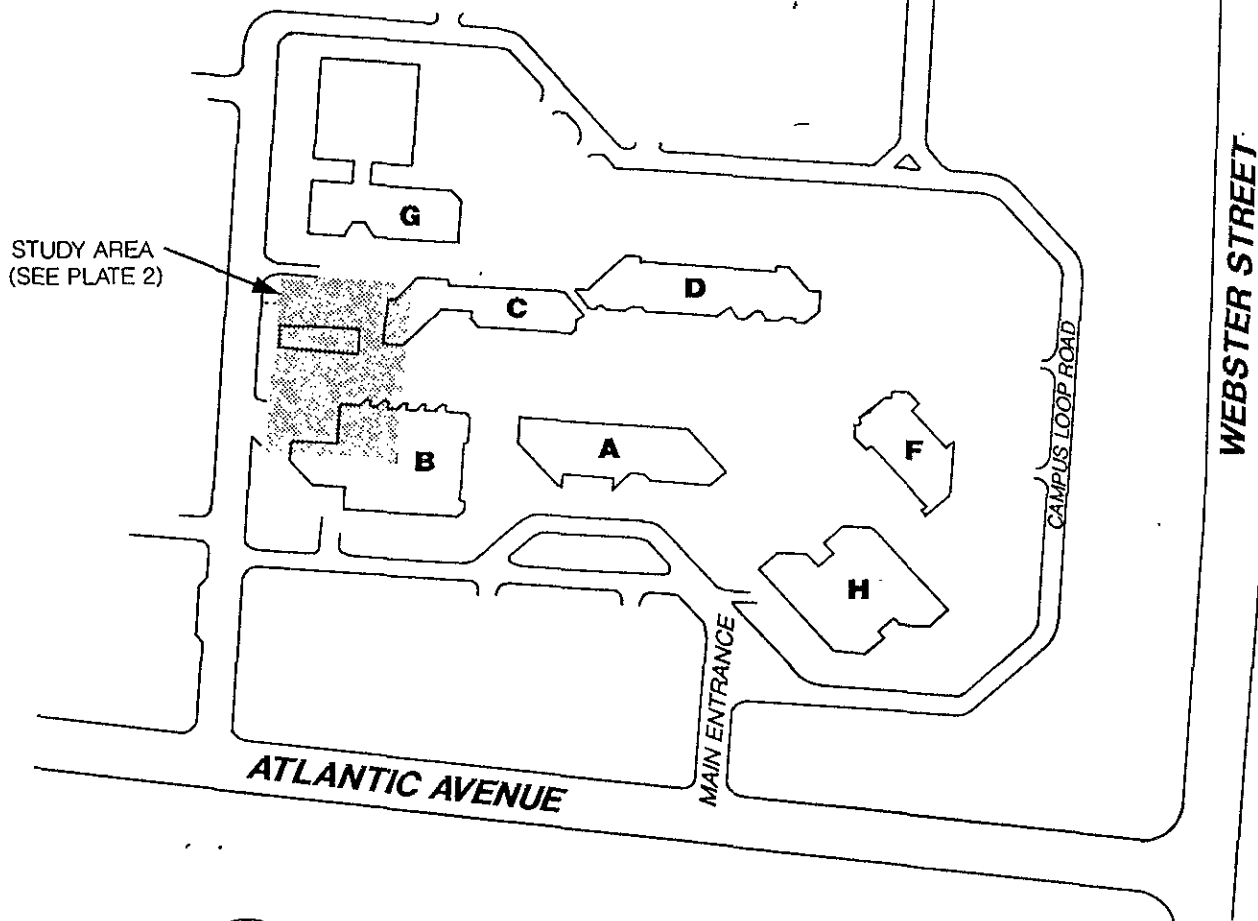 G
STUDY AREA
(SEE PLATE 2)
D
C
WEBSTER STREET
CAMPUS LOOP ROAD
A
F
B
H
MAIN ENTRANCE
ATLANTIC AVENUE